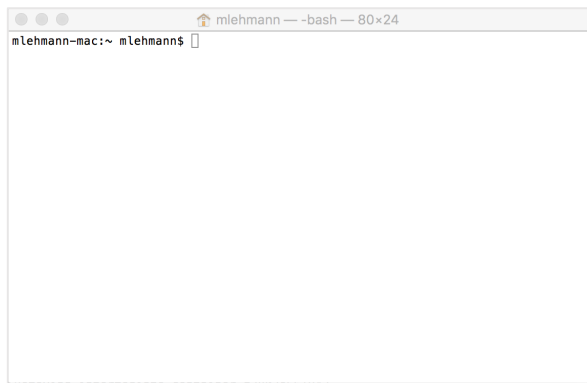 mlehmann — -bash — 80×24
mlehmann-mac:~ mlehmann$